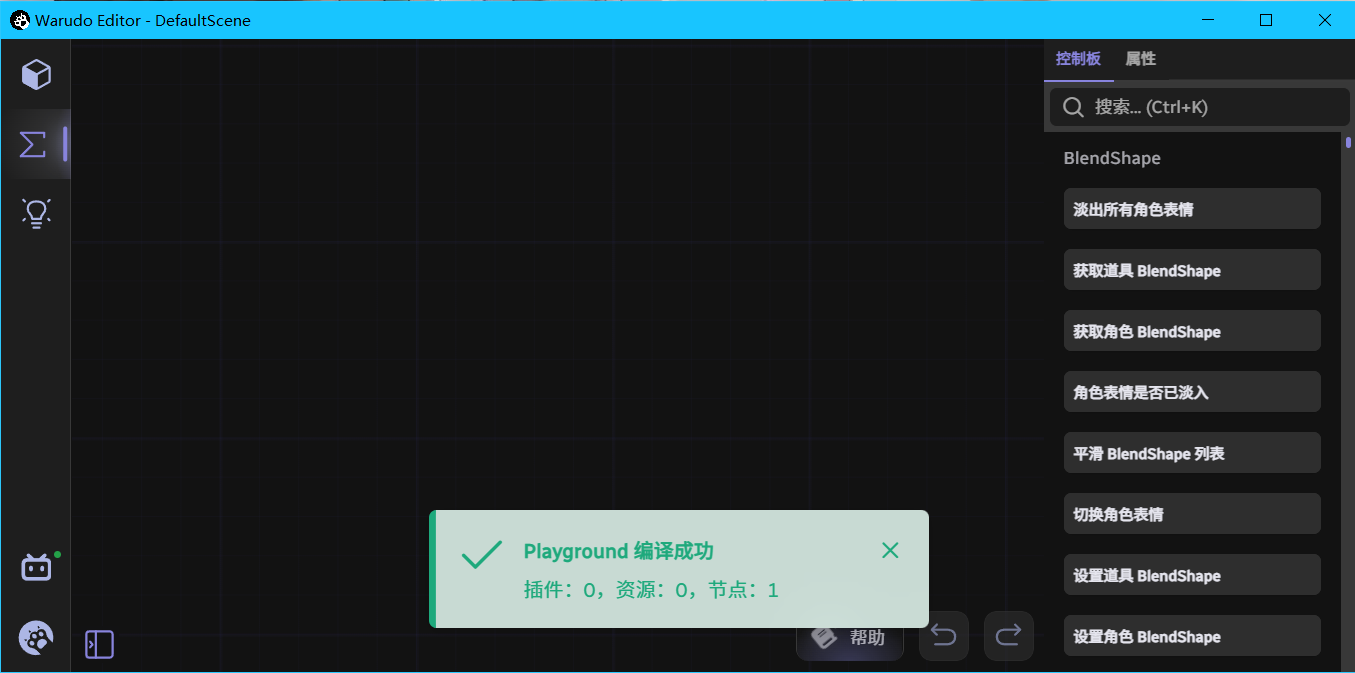 Warudo Editor - DefaultScene
控制板
属性
搜索... (Ctrl+K)
BlendShape
淡出所有角色表情
获取道具 BlendShape
获取角色 BlendShape
角色表情是否已淡入
平滑 BlendShape 列表
切换角色表情
设置道具 BlendShape
设置角色 BlendShape
Playground 编译成功
插件：0，资源：0，节点：1
帮助